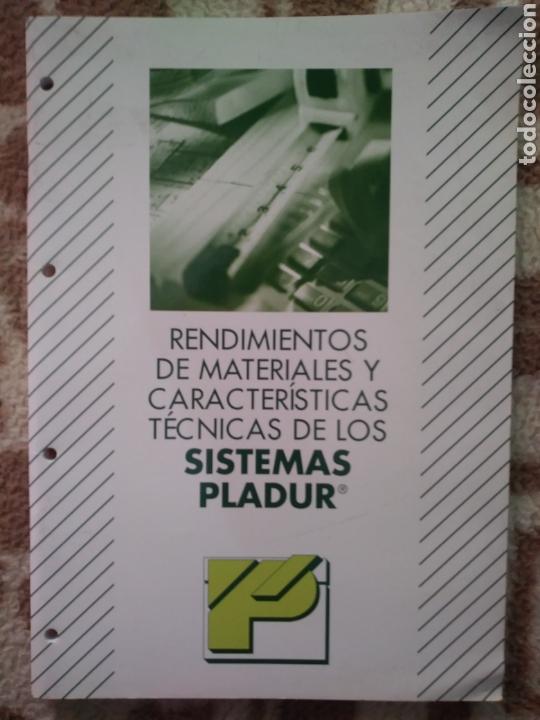 RENDIMIENTOS
DE MATERIALES Y
CARACTERÍSTICAS
TÉCNICAS DE LOS
SISTEMAS
PLADUR®
todocoleccion